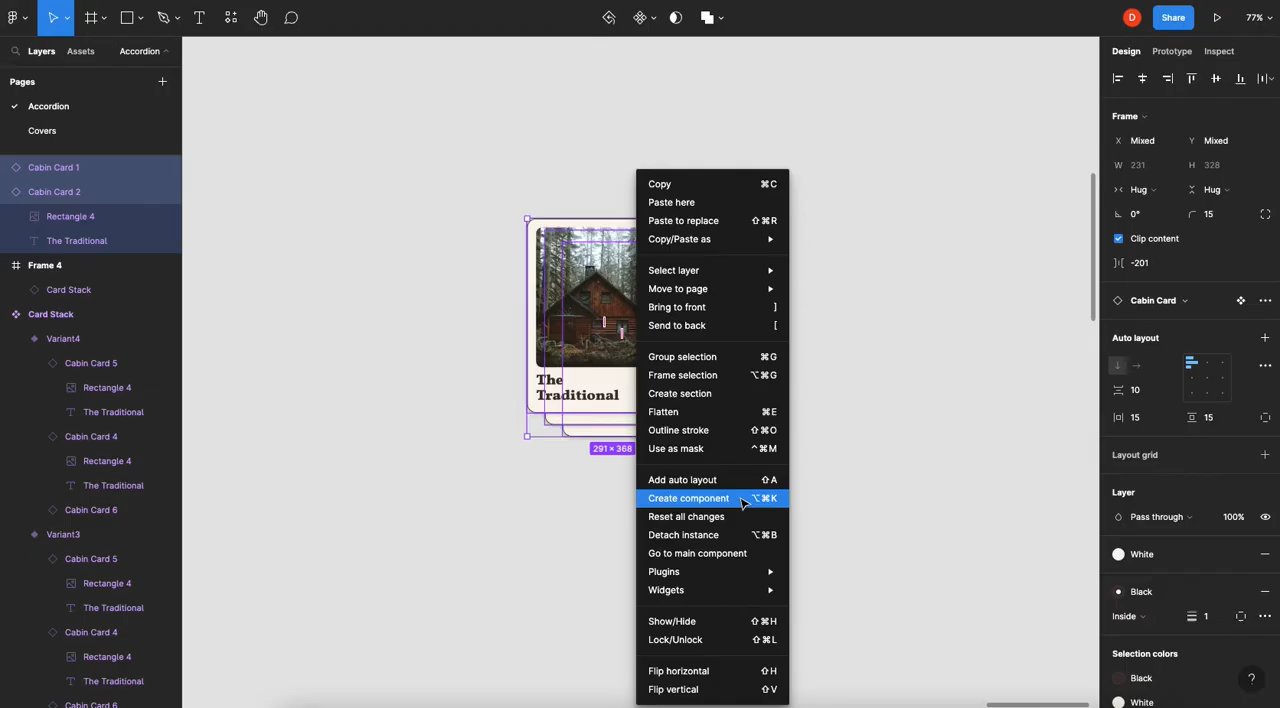 D
Share
77%
Layers
Assets
Accordion
Pages
Accordion
Covers
Cabin Card 1
Cabin Card 2
Rectangle 4
The Traditional
Frame 4
Card Stack
Card Stack
Variant4
Cabin Card 5
Rectangle 4
The Traditional
Cabin Card 4
Rectangle 4
The Traditional
Cabin Card 6
Variant3
Cabin Card 5
Rectangle 4
The Traditional
Cabin Card 4
Rectangle 4
The Traditional
Cabin Card 6
The
Traditional
291 × 368
Copy ⌘C
Paste here
Paste to replace ⇧⌘R
Copy/Paste as
Select layer
Move to page
Bring to front ]
Send to back [
Group selection ⌘G
Frame selection ⌥⌘G
Create section
Flatten ⌘E
Outline stroke ⇧⌘O
Use as mask ^⌘M
Add auto layout ⇧A
Create component ⌥⌘K
Reset all changes
Detach instance ⌥⌘B
Go to main component
Plugins
Widgets
Show/Hide ⇧⌘H
Lock/Unlock ⇧⌘L
Flip horizontal ⇧H
Flip vertical ⇧V
Design
Prototype
Inspect
Frame
X Mixed
Y Mixed
W 231
H 328
Hug
Hug
0°
15
Clip content
-201
Cabin Card
Auto layout
10
15
15
Layout grid
Layer
Pass through
100%
White
Black
Inside
1
Selection colors
Black
White
?